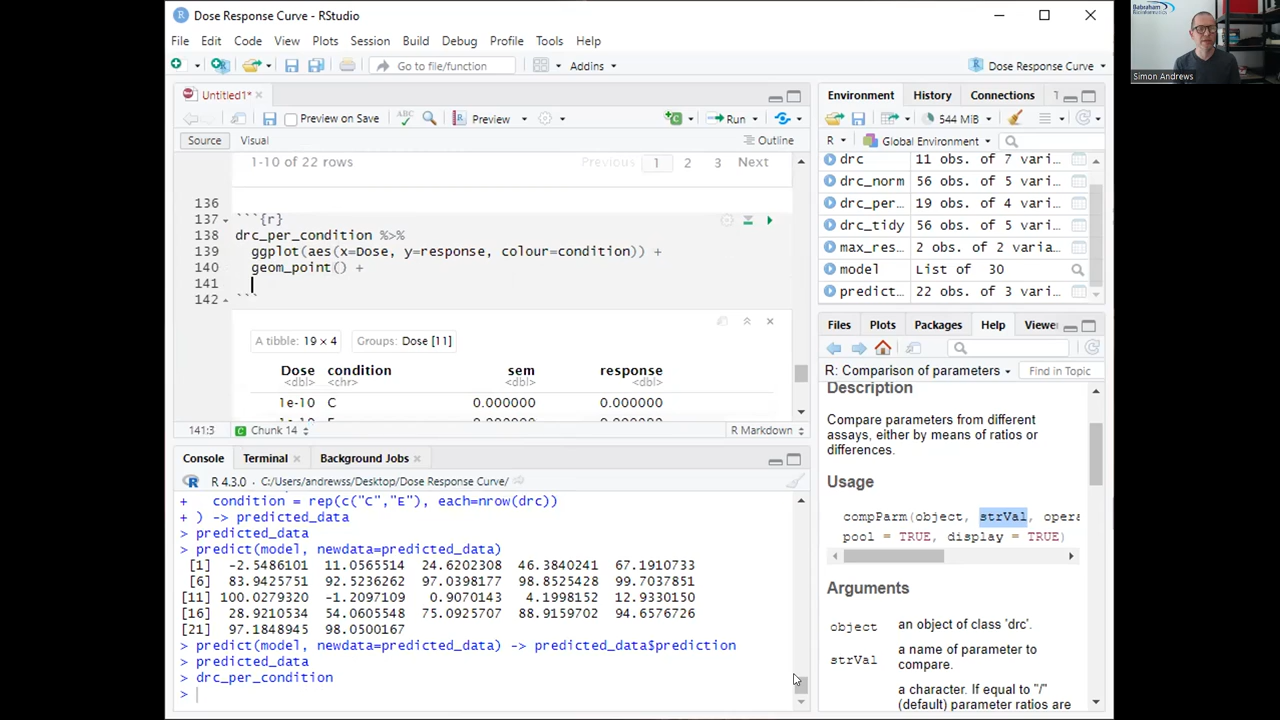 Dose Response Curve - RStudio
File Edit Code View Plots Session Build Debug Profile Tools Help
Go to file/function Addins Dose Response Curve
Untitled1*
Preview on Save ABC Preview Run
Source Visual Outline
1-10 of 22 rows Previous 1 2 3 Next
136
137 ```{r}
138 drc_per_condition %>%
139 ggplot(aes(x=Dose, y=response, colour=condition)) +
140 geom_point() +
141
142 ```
A tibble: 19 × 4 Groups: Dose [11]
Dose condition sem response
<dbl> <chr> <dbl> <dbl>
1e-10 C 0.000000 0.000000
141:3 Chunk 14 R Markdown
Console Terminal Background Jobs
R 4.3.0 · C:/Users/andrewss/Desktop/Dose Response Curve/
+ condition = rep(c("C","E"), each=nrow(drc))
+ ) -> predicted_data
> predicted_data
> predict(model, newdata=predicted_data)
[1] -2.5486101 11.0565514 24.6202308 46.3840241 67.1910733
[6] 83.9425751 92.5236262 97.0398177 98.8525428 99.7037851
[11] 100.0279320 -1.2097109 0.9070143 4.1998152 12.9330150
[16] 28.9210534 54.0605548 75.0925707 88.9159702 94.6576726
[21] 97.1848945 98.0500167
> predict(model, newdata=predicted_data) -> predicted_data$prediction
> predicted_data
> drc_per_condition
>
Environment History Connections
544 MiB
R Global Environment
drc 11 obs. of 7 vari…
drc_norm 56 obs. of 5 vari…
drc_per… 19 obs. of 4 vari…
drc_tidy 56 obs. of 5 vari…
max_res… 2 obs. of 2 varia…
model List of 30
predict… 22 obs. of 3 vari…
Files Plots Packages Help Viewe
R: Comparison of parameters Find in Topic
Description
Compare parameters from different
assays, either by means of ratios or
differences.
Usage
compParm(object, strVal, opera
pool = TRUE, display = TRUE)
Arguments
object an object of class 'drc'.
strVal a name of parameter to
compare.
a character. If equal to "/"
(default) parameter ratios are
Babraham
Bioinformatics
Simon Andrews